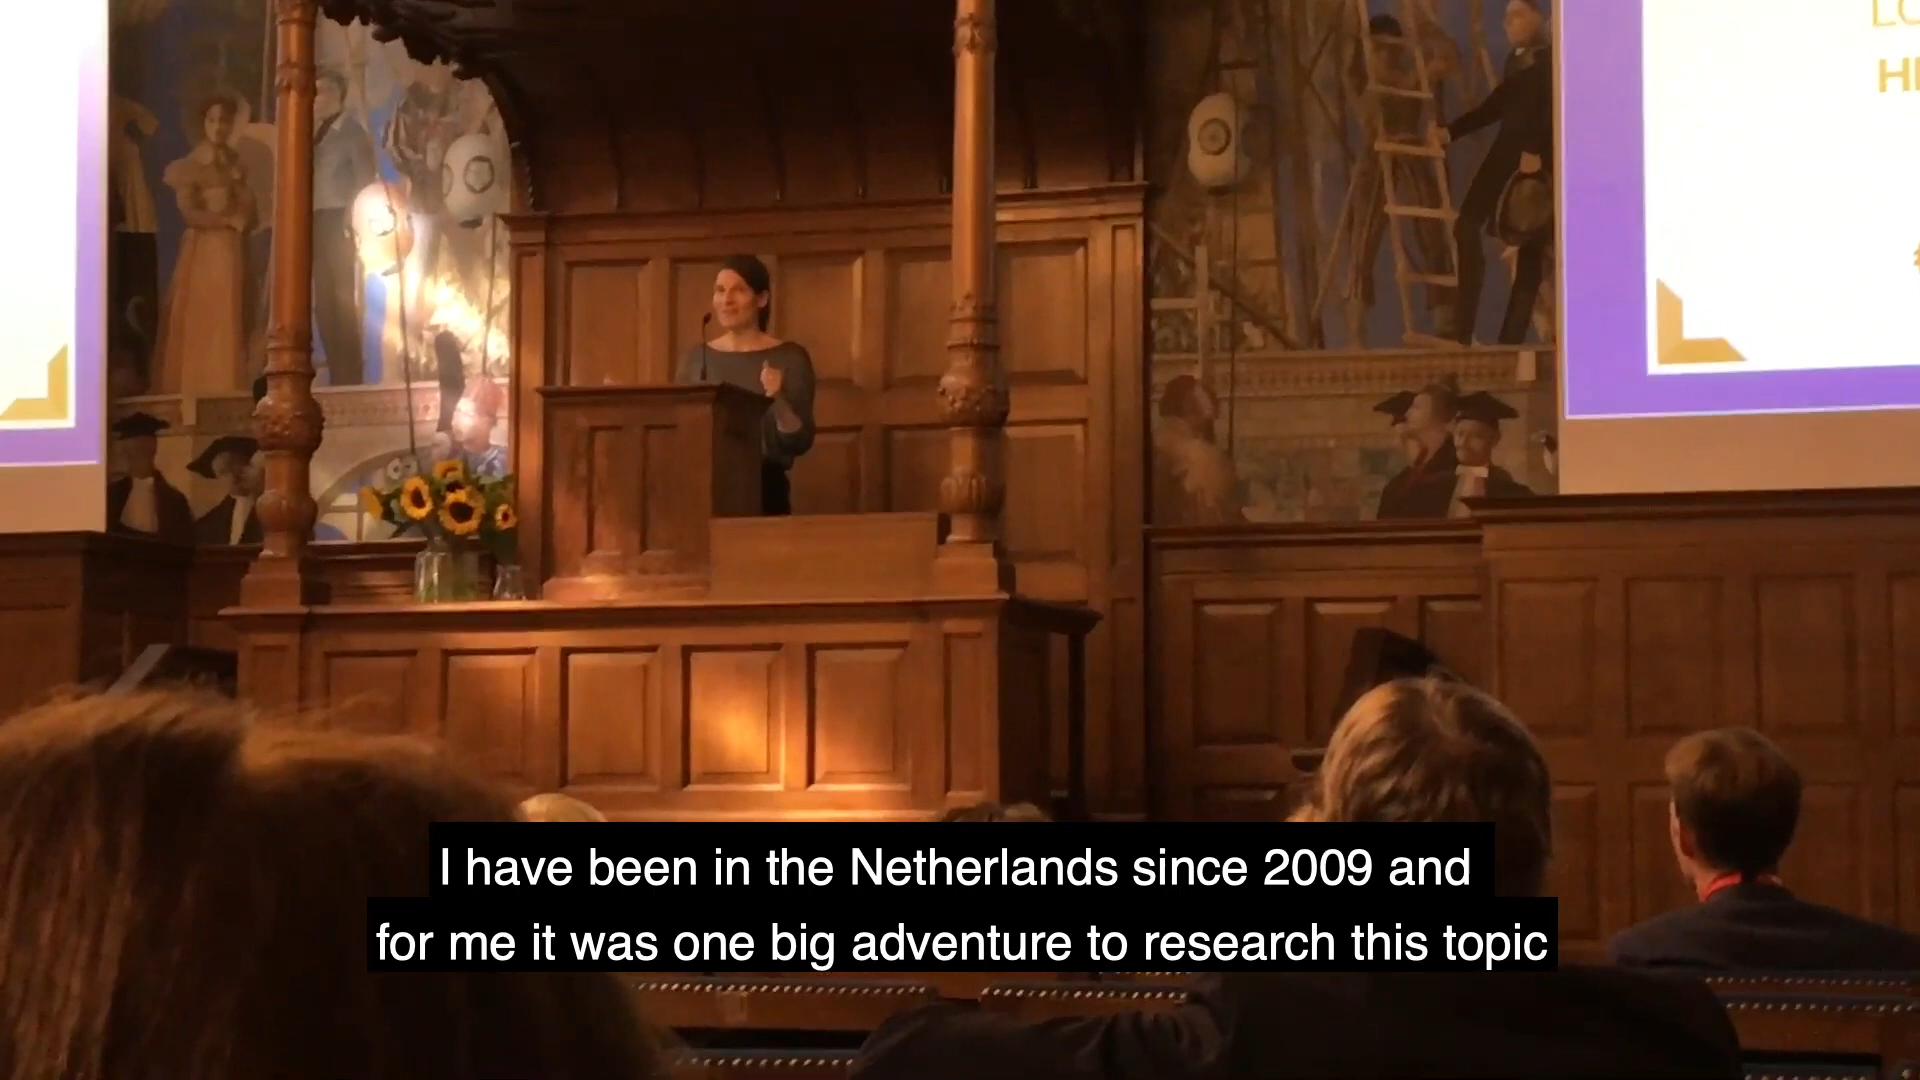 I have been in the Netherlands since 2009 and
for me it was one big adventure to research this topic